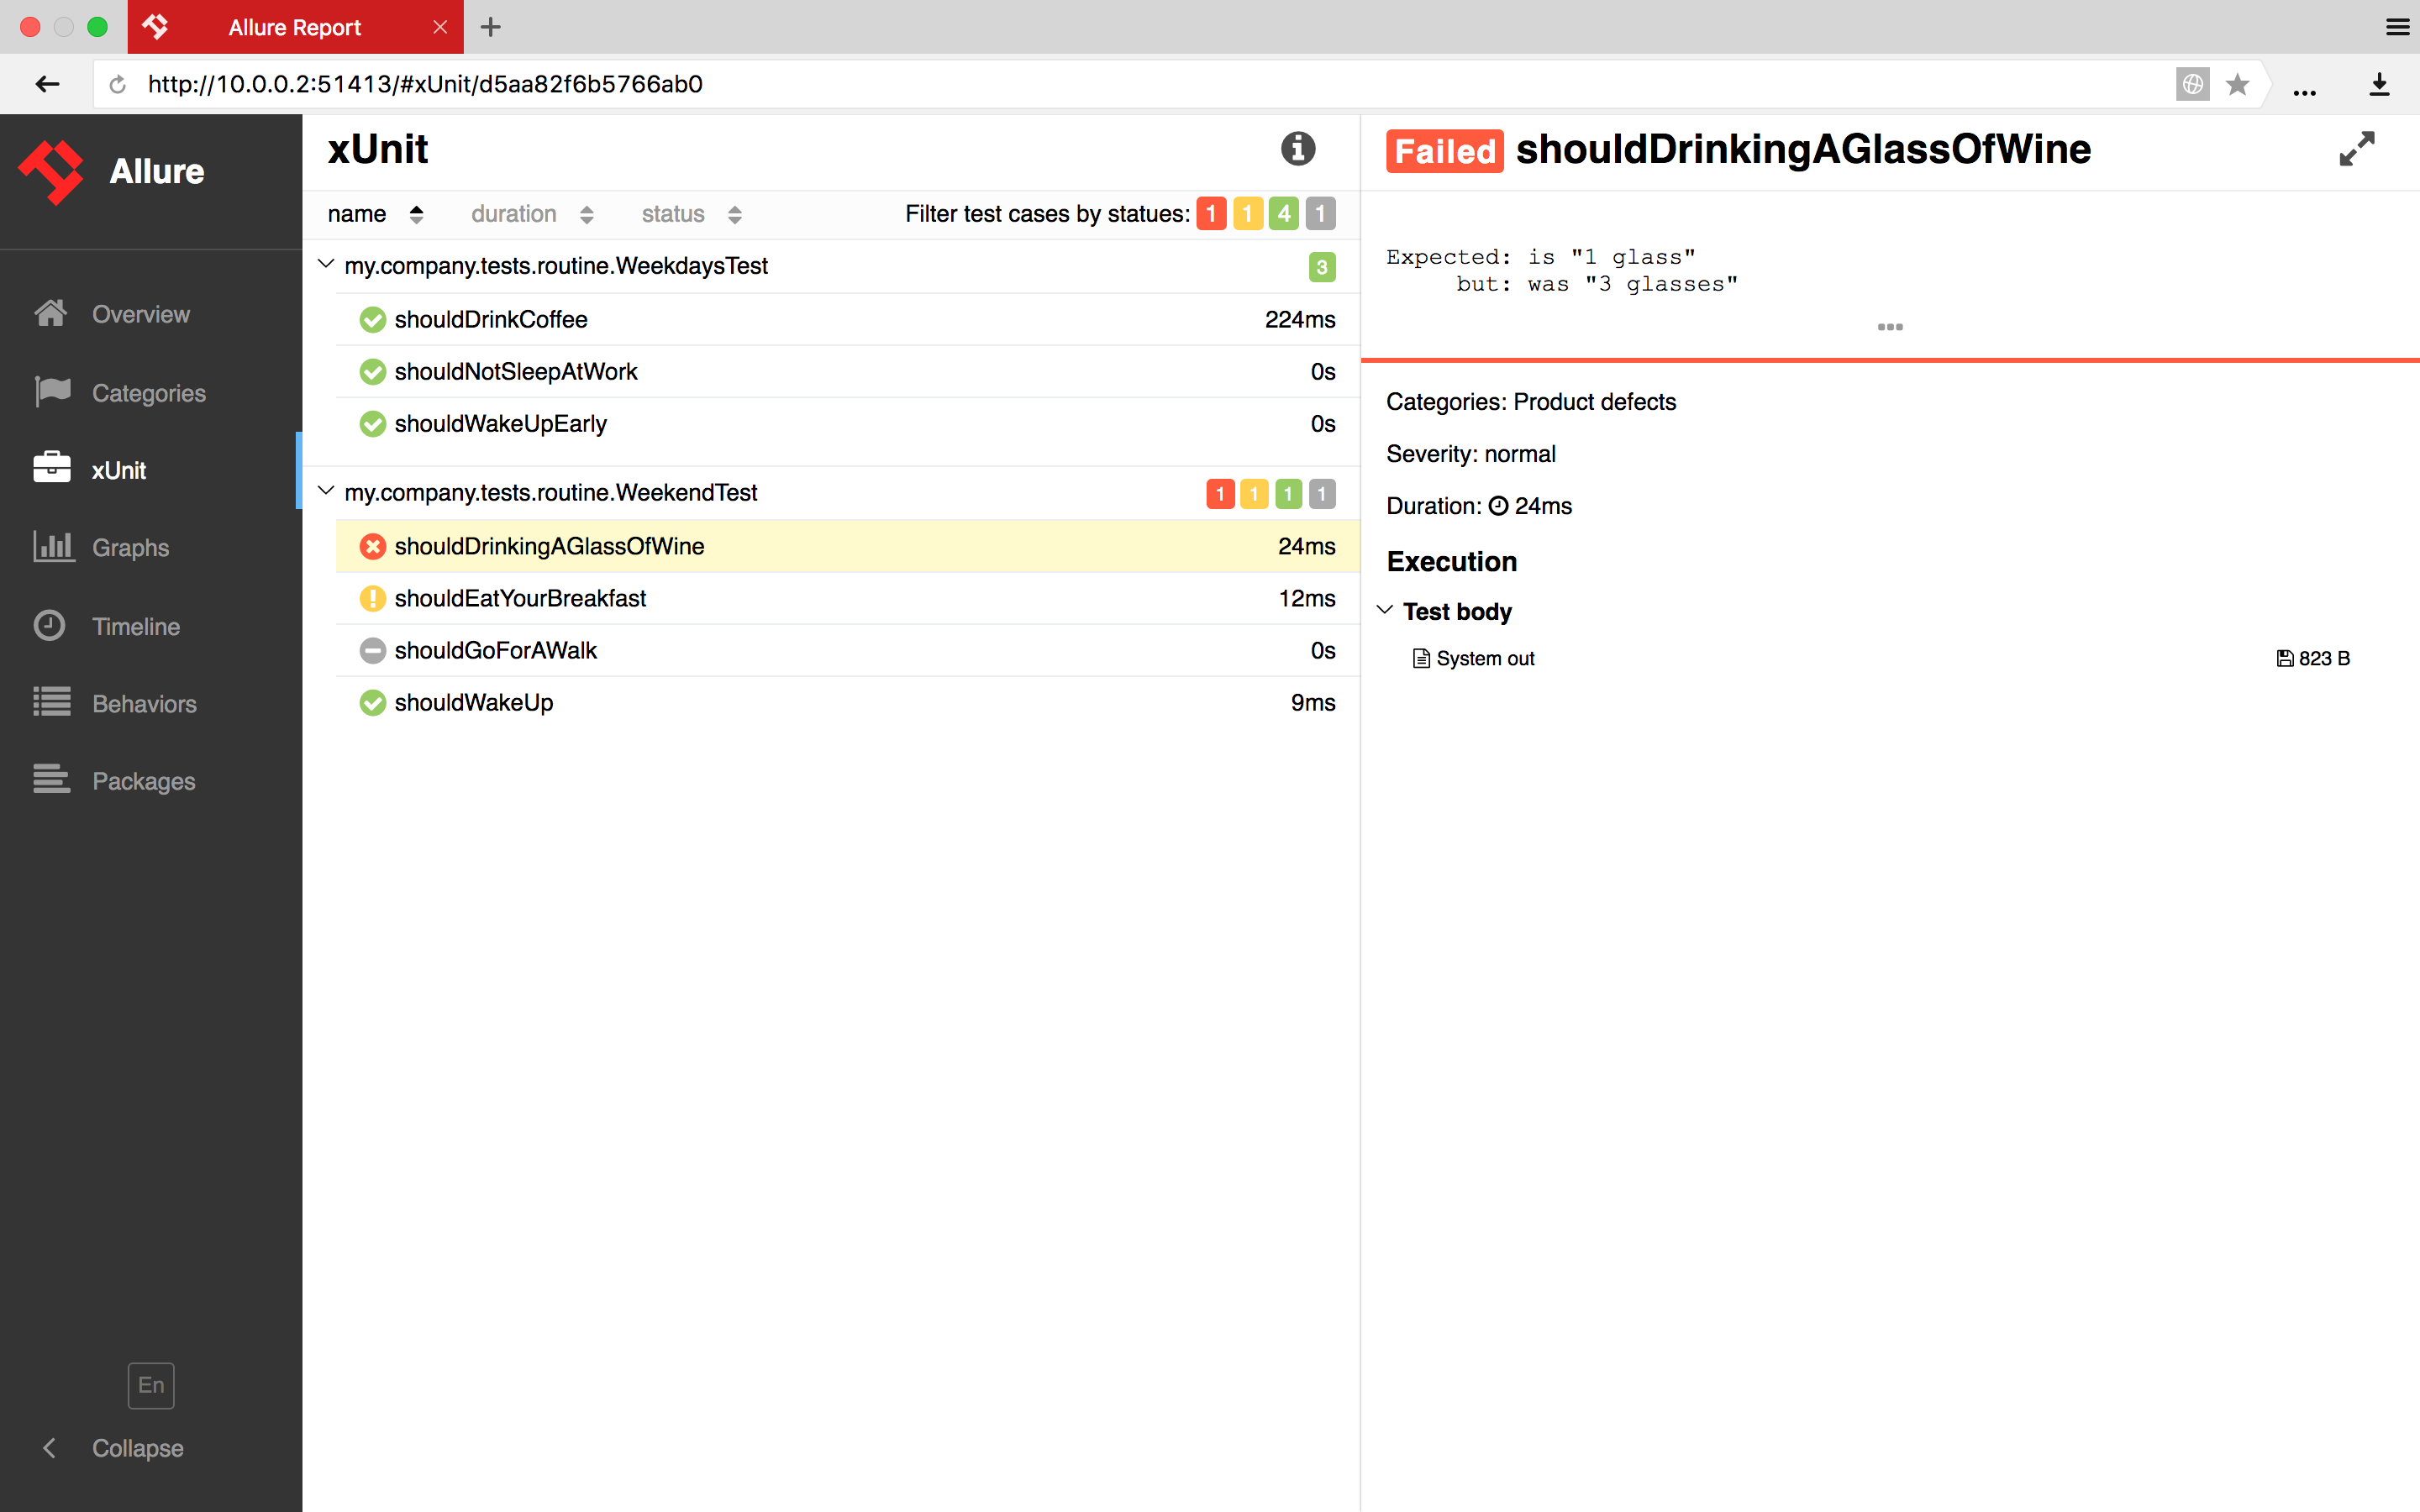 Allure Report
http://10.0.0.2:51413/#xUnit/d5aa82f6b5766ab0
Allure
Overview
Categories
xUnit
Graphs
Timeline
Behaviors
Packages
En
Collapse
xUnit
name duration status Filter test cases by statues: 1 1 4 1
my.company.tests.routine.WeekdaysTest 3
shouldDrinkCoffee 224ms
shouldNotSleepAtWork 0s
shouldWakeUpEarly 0s
my.company.tests.routine.WeekendTest 1 1 1 1
shouldDrinkingAGlassOfWine 24ms
shouldEatYourBreakfast 12ms
shouldGoForAWalk 0s
shouldWakeUp 9ms
Failed shouldDrinkingAGlassOfWine
Expected: is "1 glass"
but: was "3 glasses"
Categories: Product defects
Severity: normal
Duration: 24ms
Execution
Test body
System out 823 B